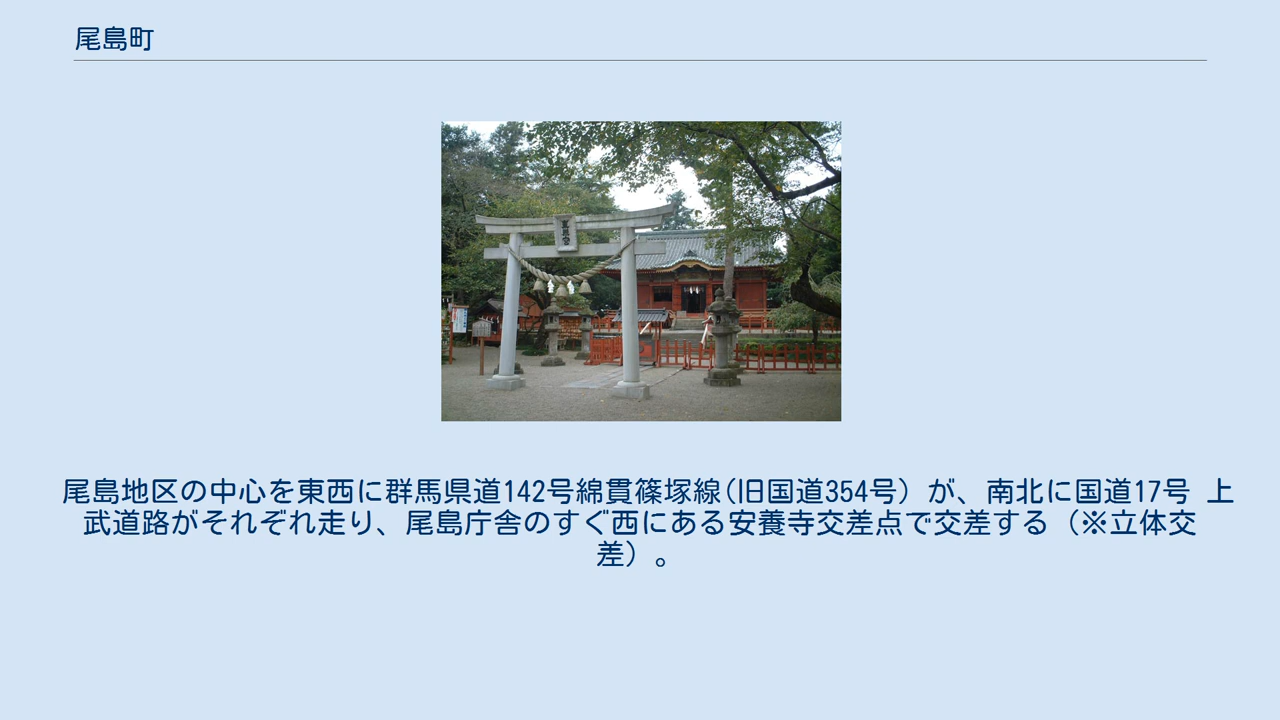 尾島町
尾島地区の中心を東西に群馬県道142号綿貫篠塚線(旧国道354号) が、南北に国道17号 上
武道路がそれぞれ走り、尾島庁舎のすぐ西にある安養寺交差点で交差する（※立体交
差）。